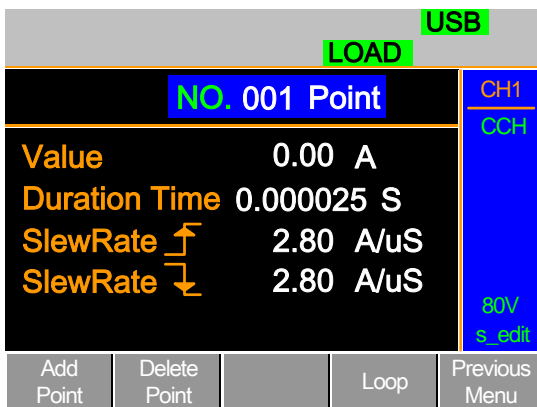 USB
LOAD
NO. 001 Point
CH1
CCH
Value 0.00 A
Duration Time 0.000025 S
SlewRate 2.80 A/uS
SlewRate 2.80 A/uS
80V
s_edit
Add
Point
Delete
Point
Loop
Previous
Menu